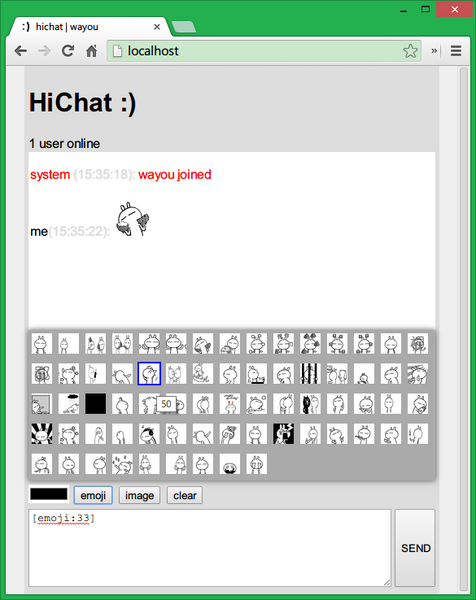 :) hichat | wayou
localhost
HiChat :)
1 user online
system (15:35:18): wayou joined
me(15:35:22):
50
emoji
image
clear
[emoji:33]
SEND